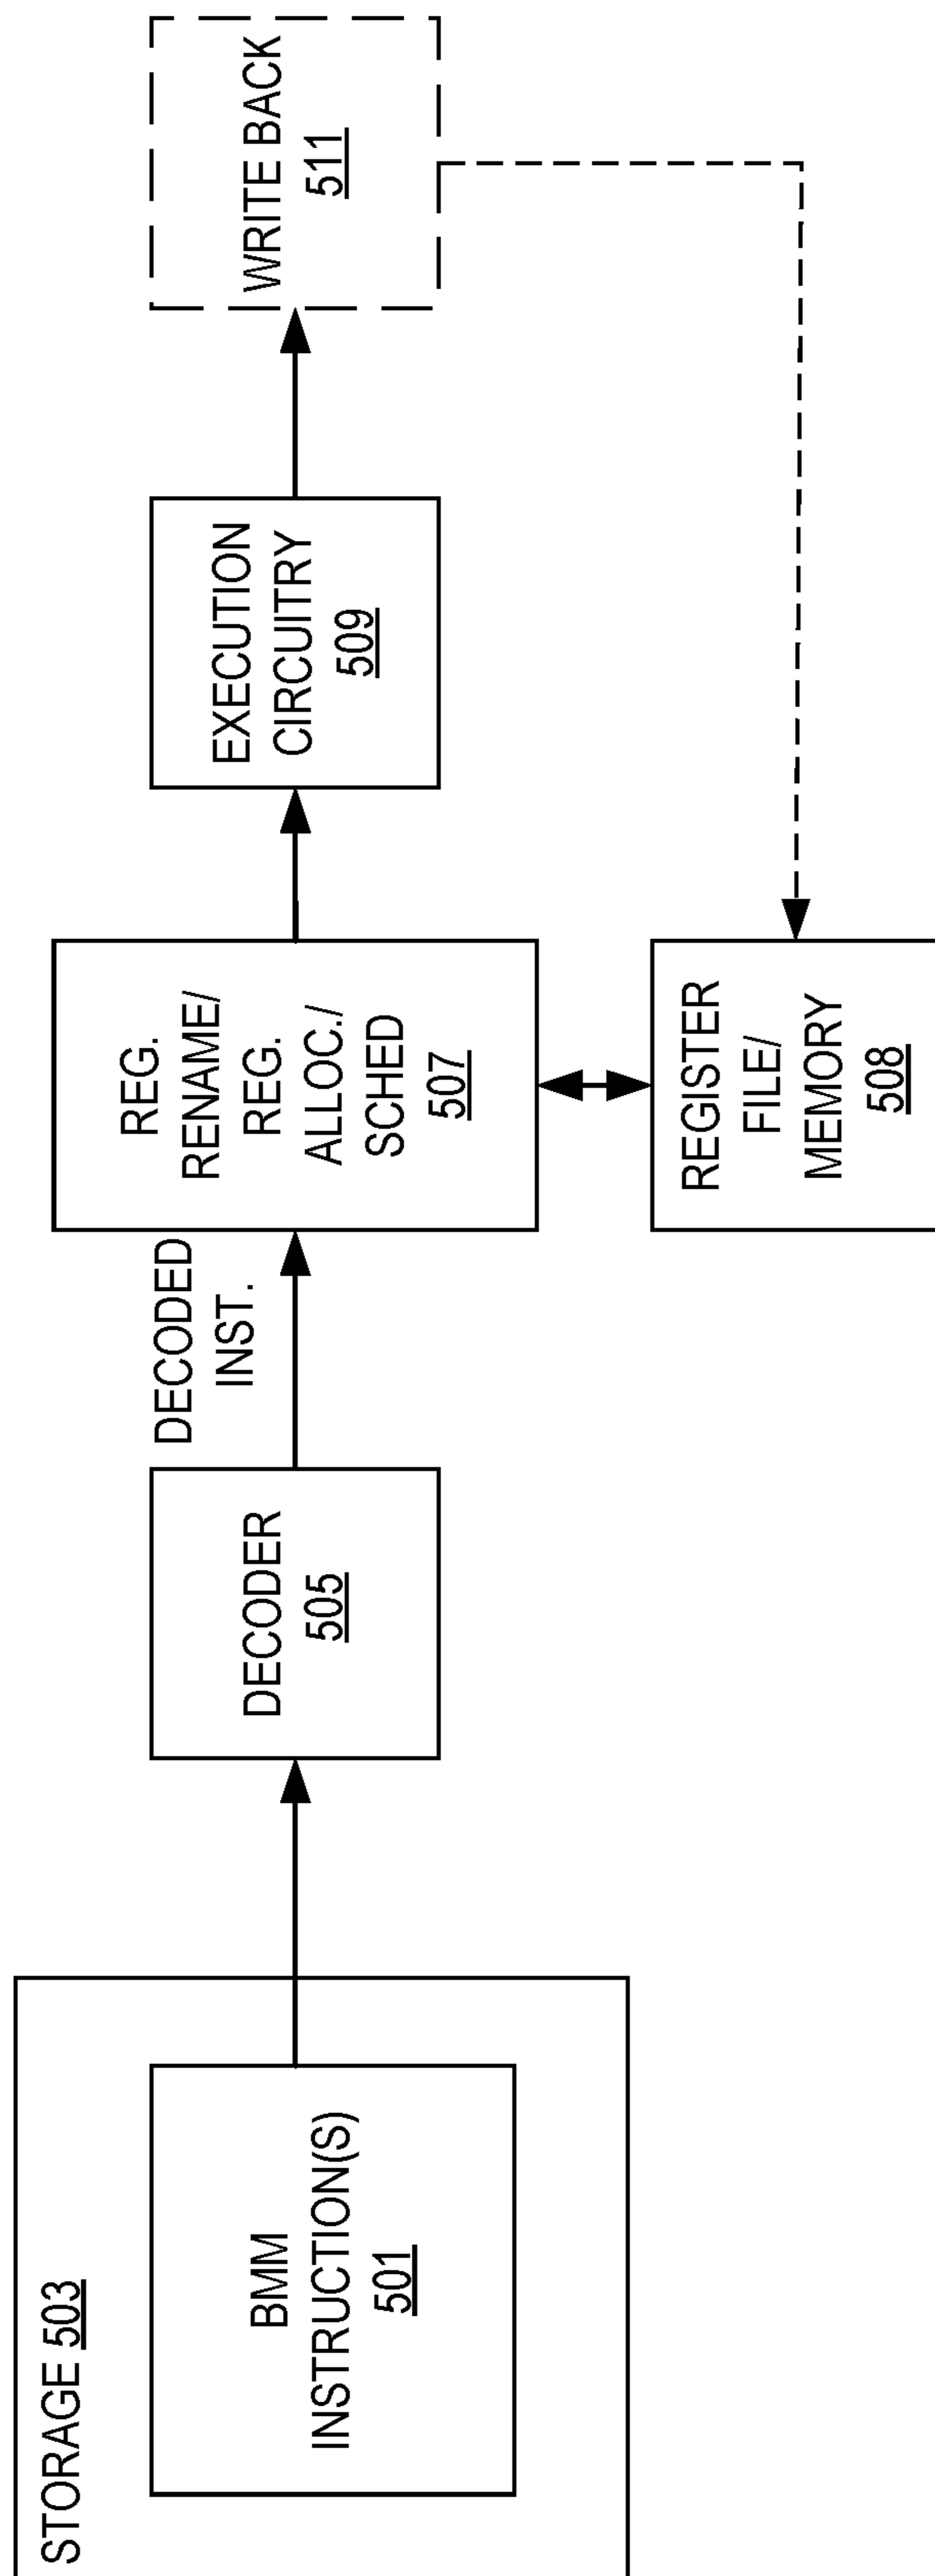 STORAGE 503
BMM
INSTRUCTION(S)
501
DECODER
505
DECODED
INST.
REG.
RENAME/
REG.
ALLOC./
SCHED
507
REGISTER
FILE/
MEMORY
508
EXECUTION
CIRCUITRY
509
WRITE BACK
511